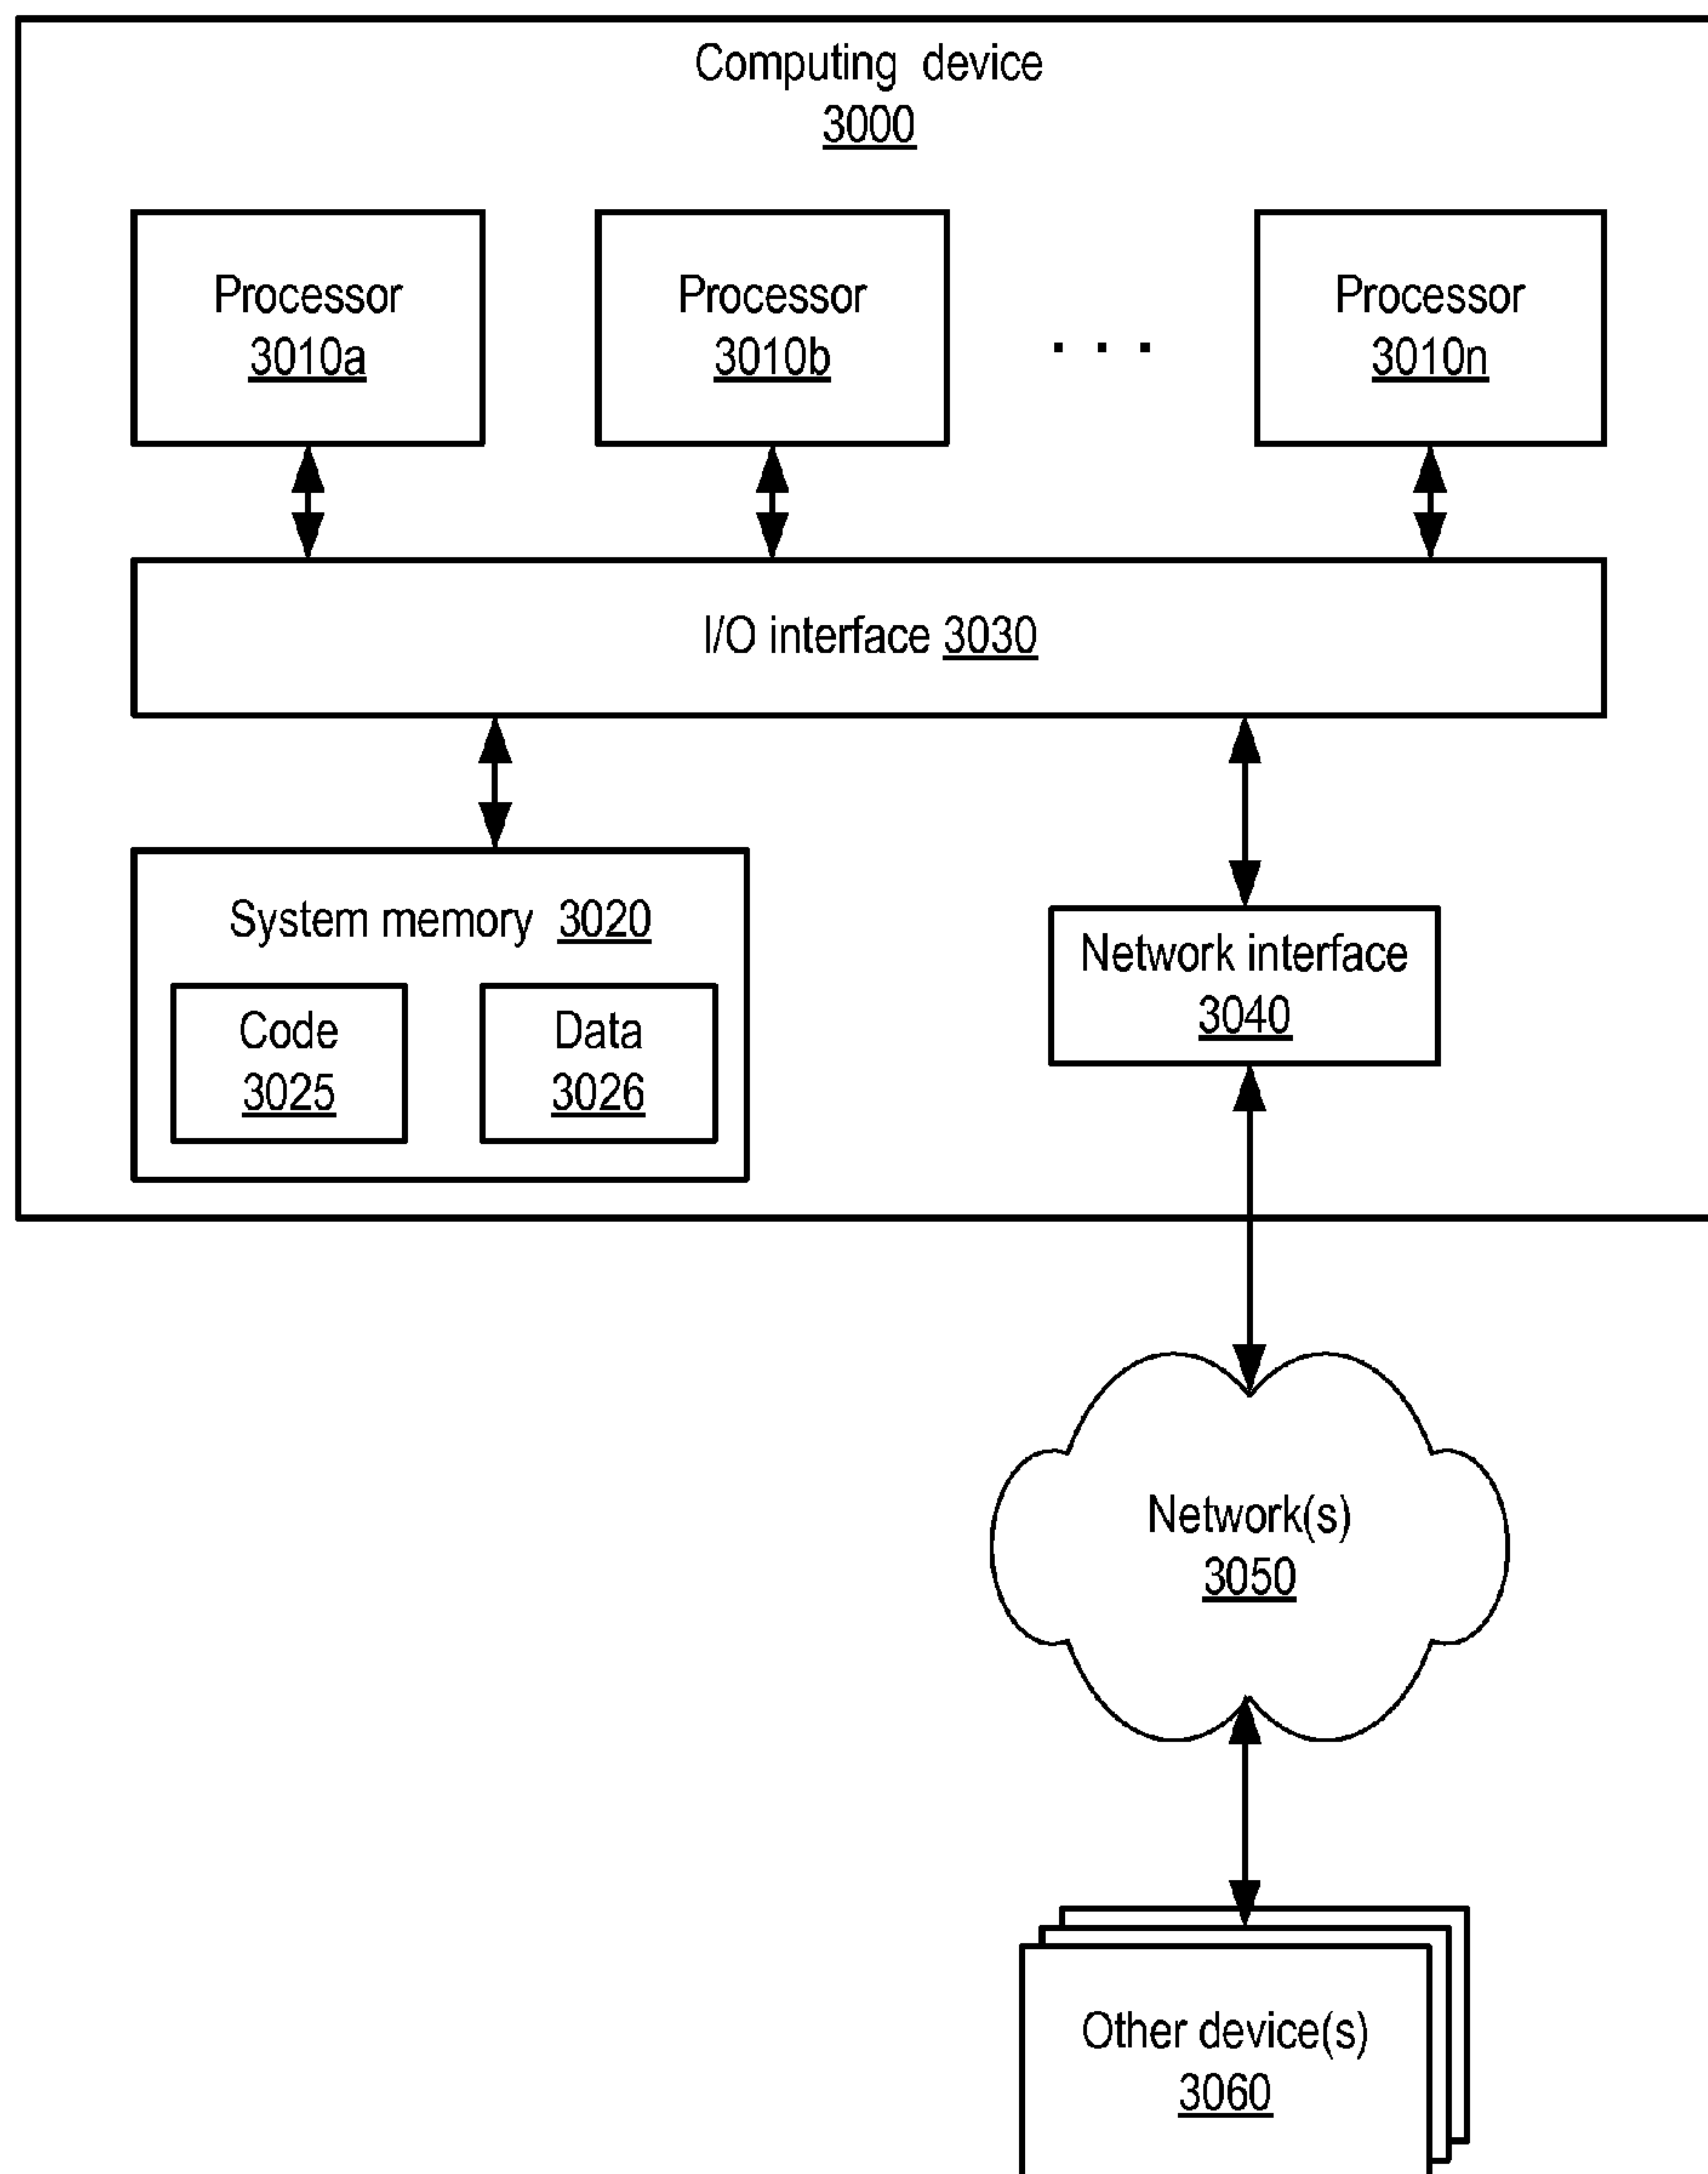 Computing device
3000
Processor
3010a
Processor
3010b
. . .
Processor
3010n
I/O interface 3030
System memory 3020
Code
3025
Data
3026
Network interface
3040
Network(s)
3050
Other device(s)
3060